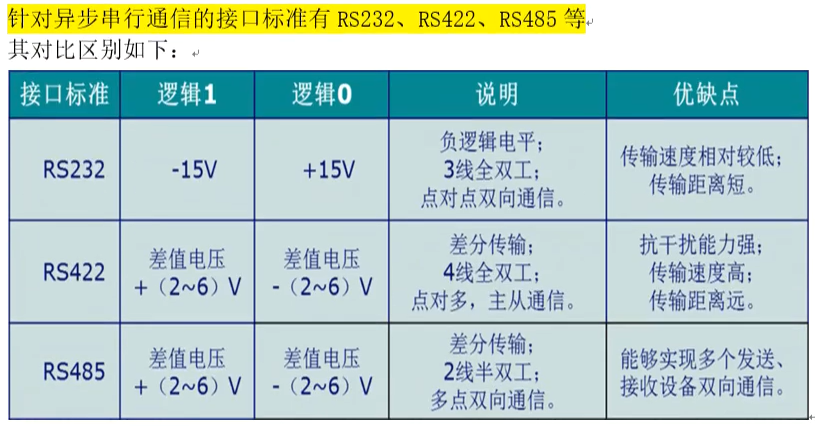 针对异步串行通信的接口标准有 RS232、RS422、RS485 等
其对比区别如下：
接口标准 逻辑1 逻辑0 说明 优缺点
RS232 -15V +15V 负逻辑电平；
3线全双工；
点对点双向通信。
传输速度相对较低；
传输距离短。
RS422 差值电压
+（2~6）V
差值电压
-（2~6）V
差分传输；
4线全双工；
点对多，主从通信。
抗干扰能力强；
传输速度高；
传输距离远。
RS485 差值电压
+（2~6）V
差值电压
-（2~6）V
差分传输；
2线半双工；
多点双向通信。
能够实现多个发送、
接收设备双向通信。